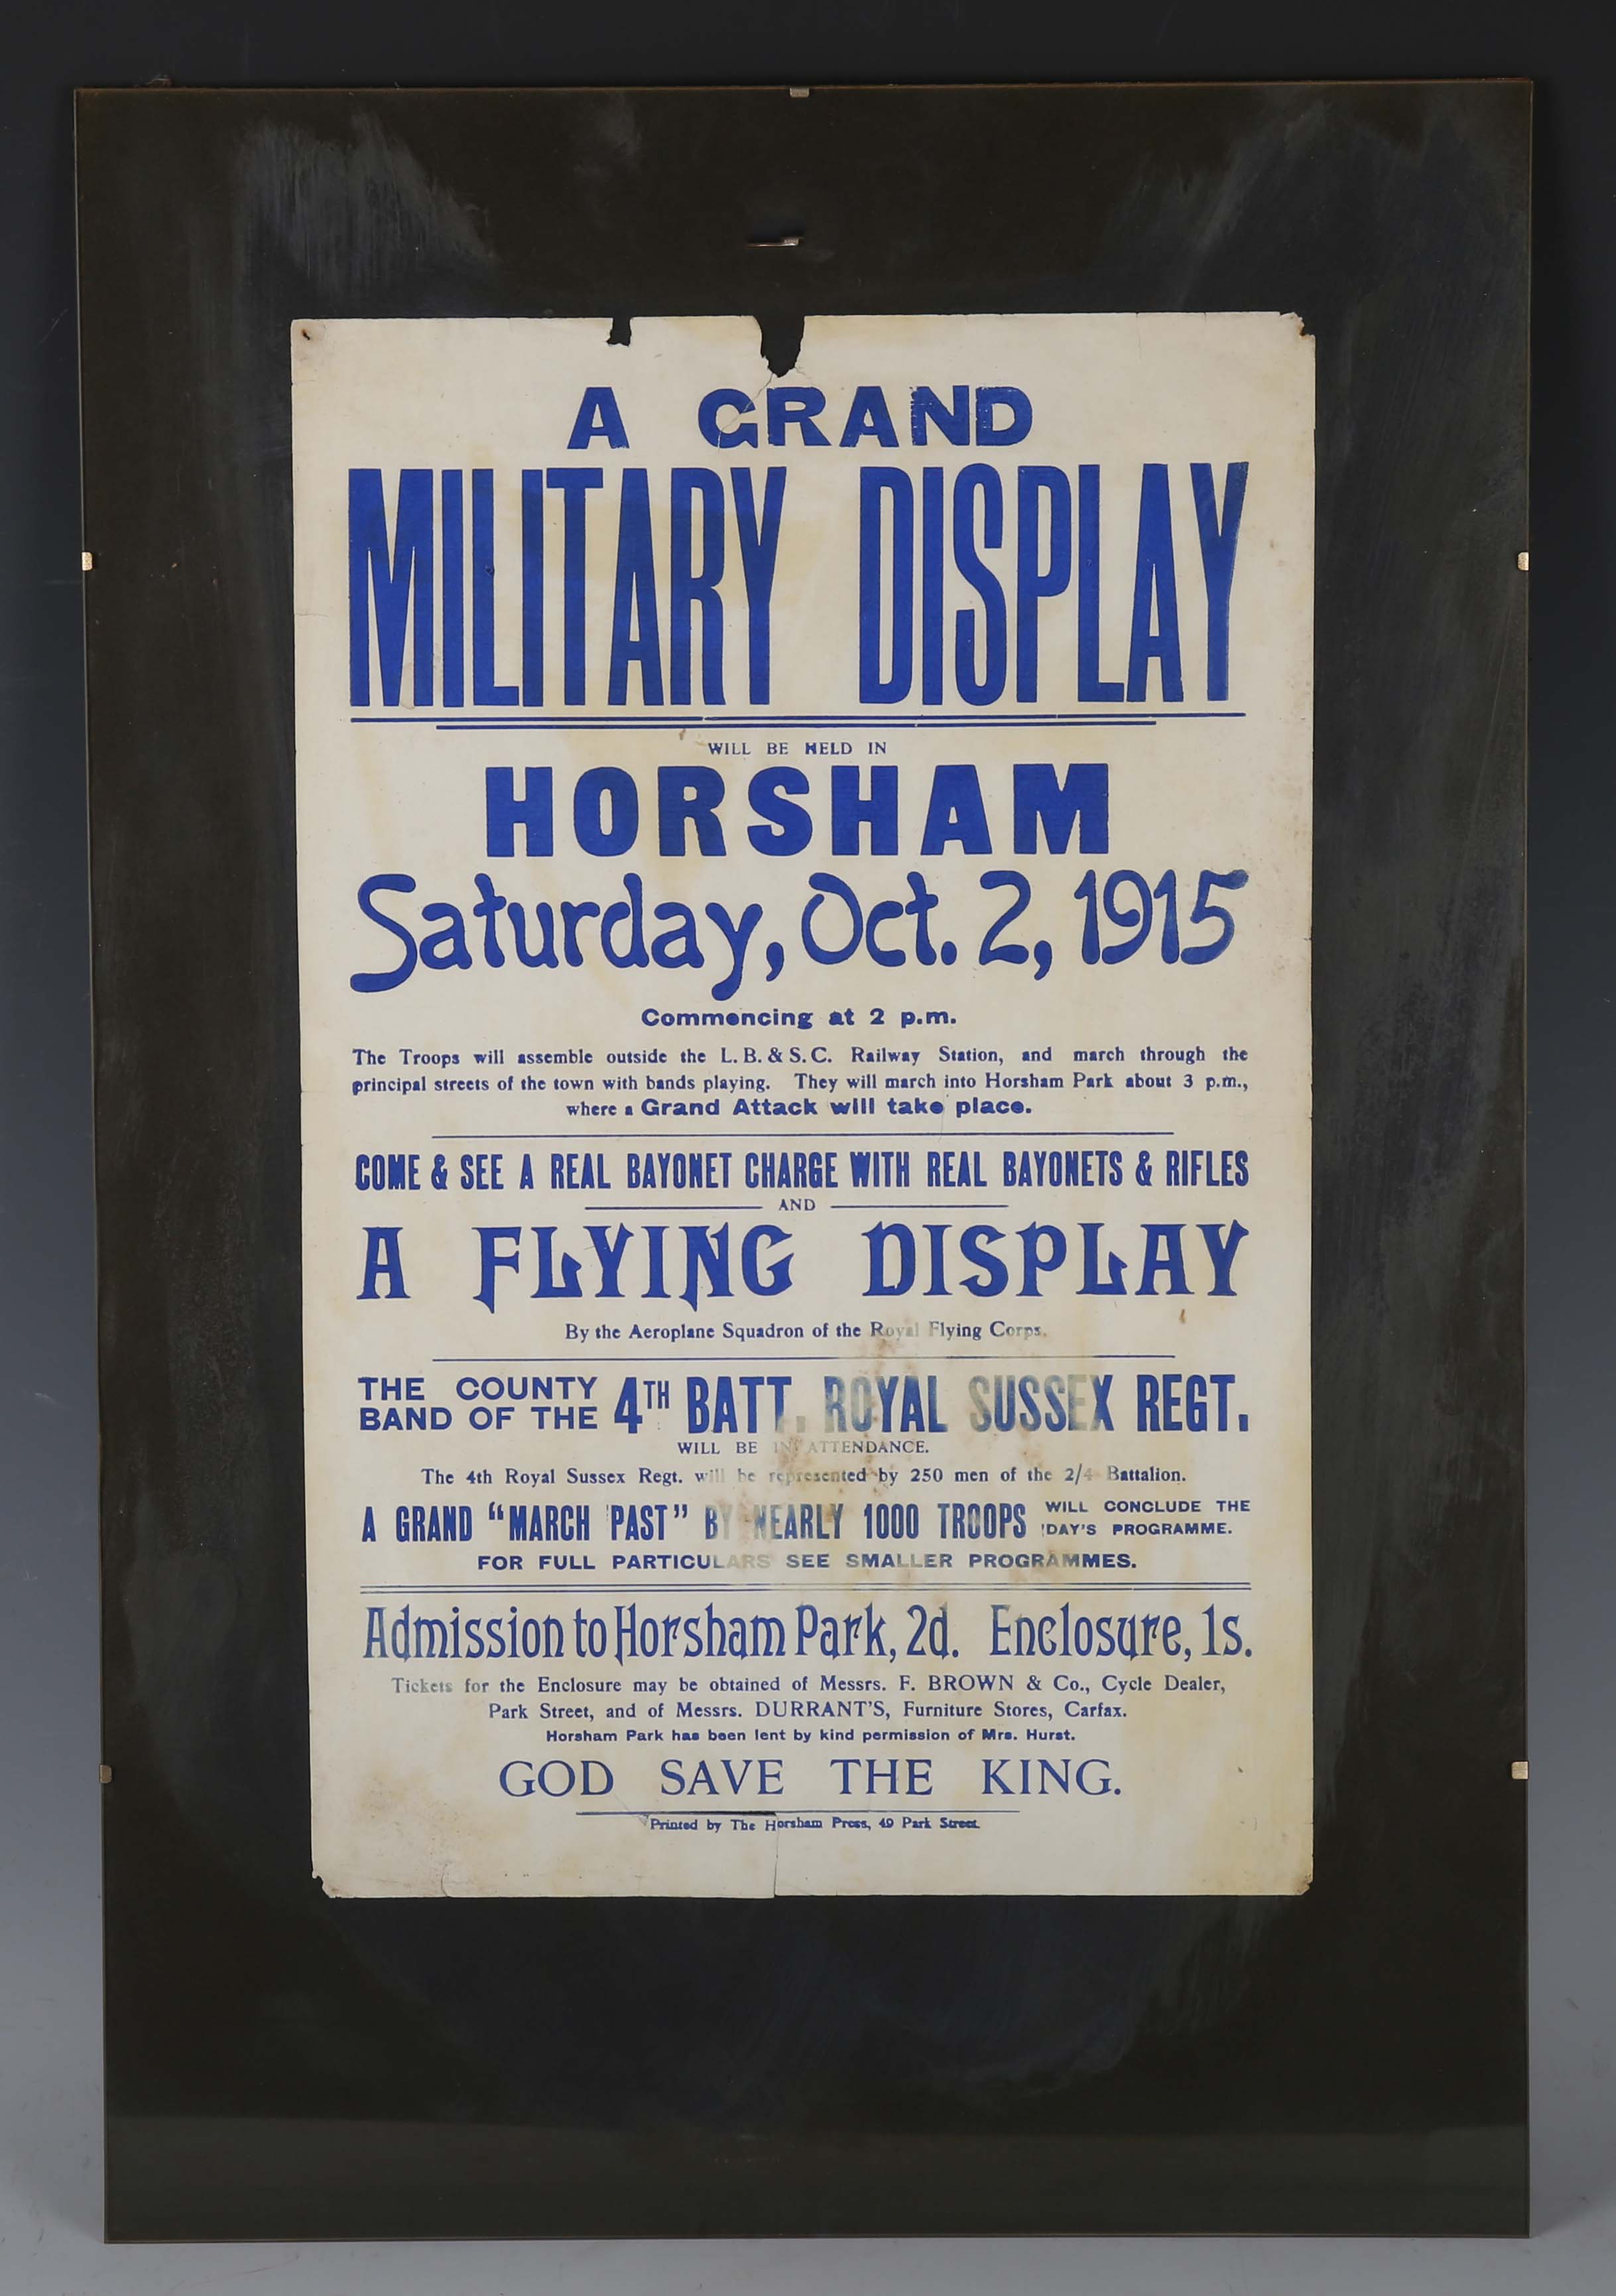 A GRAND
MILITARY DISPLAY
WILL BE HELD IN
HORSHAM
Saturday, Oct. 2, 1915
Commencing at 2 p.m.
The Troops will assemble outside the L. B. & S. C. Railway Station, and march through the
principal streets of the town with bands playing. They will march into Horsham Park about 3 p.m.,
where a Grand Attack will take place.
COME & SEE A REAL BAYONET CHARGE WITH REAL BAYONETS & RIFLES
AND
A FLYING DISPLAY
By the Aeroplane Squadron of the Royal Flying Corps.
THE COUNTY
BAND OF THE 4TH BATT. ROYAL SUSSEX REGT.
WILL BE IN ATTENDANCE.
The 4th Royal Sussex Regt. will be represented by 250 men of the 2/4 Battalion.
A GRAND "MARCH PAST" BY NEARLY 1000 TROOPS WILL CONCLUDE THE
DAY'S PROGRAMME.
FOR FULL PARTICULARS SEE SMALLER PROGRAMMES.
Admission to Horsham Park, 2d. Enclosure, 1s.
Tickets for the Enclosure may be obtained of Messrs. F. BROWN & Co., Cycle Dealer,
Park Street, and of Messrs. DURRANT'S, Furniture Stores, Carfax.
Horsham Park has been lent by kind permission of Mrs. Hurst.
GOD SAVE THE KING.
Printed by The Horsham Press, 49 Park Street.